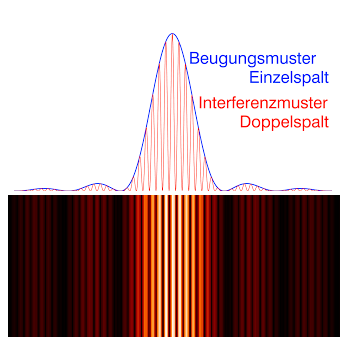 Beugungsmuster
Einzelspalt
Interferenzmuster
Doppelspalt